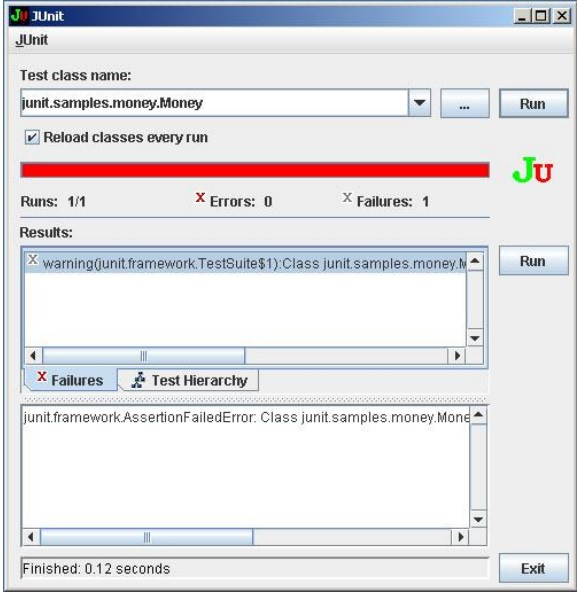 JU JUnit
JUnit
Test class name:
junit.samples.money.Money
... Run
Reload classes every run
JU
Runs: 1/1 X Errors: 0 X Failures: 1
Results:
X warning(junit.framework.TestSuite$1):Class junit.samples.money.M
Run
X Failures Test Hierarchy
junit.framework.AssertionFailedError: Class junit.samples.money.Mone
Finished: 0.12 seconds
Exit